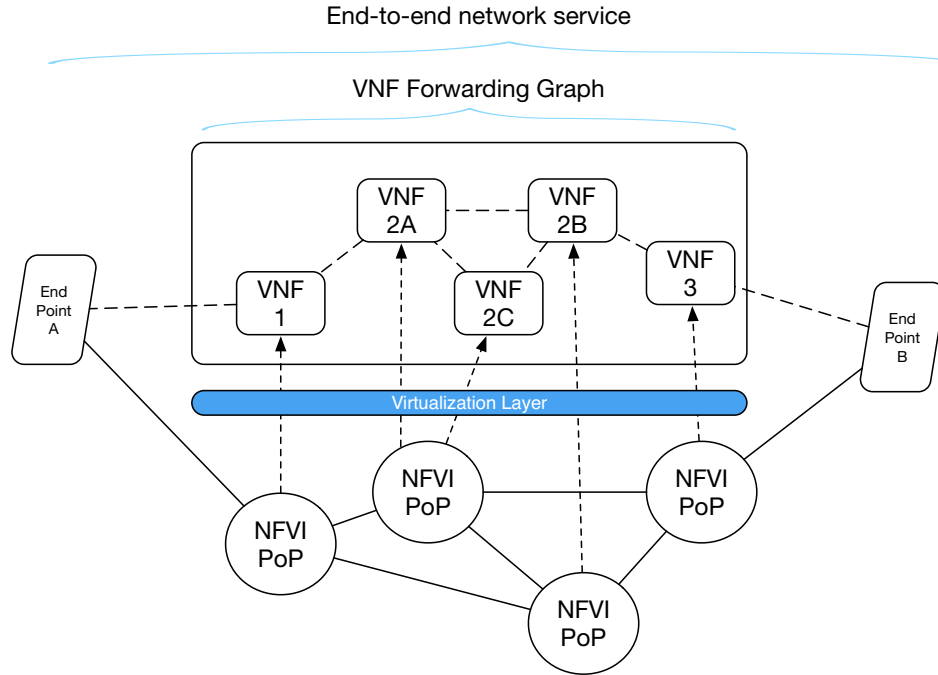 End-to-end network service
VNF Forwarding Graph
VNF
2A
VNF
2B
VNF
1
VNF
2C
VNF
3
End
Point
A
End
Point
B
Virtualization Layer
NFVI
PoP
NFVI
PoP
NFVI
PoP
NFVI
PoP